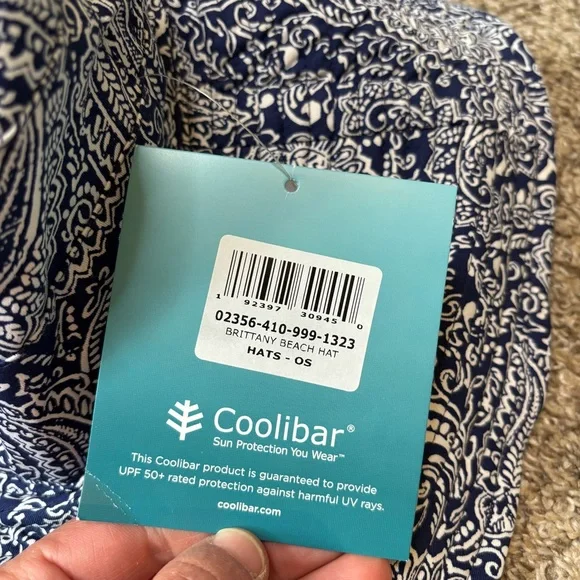 1 92397 30945 0
02356-410-999-1323
BRITTANY BEACH HAT
HATS - OS
Coolibar®
Sun Protection You Wear™
This Coolibar product is guaranteed to provide
UPF 50+ rated protection against harmful UV rays.
coolibar.com